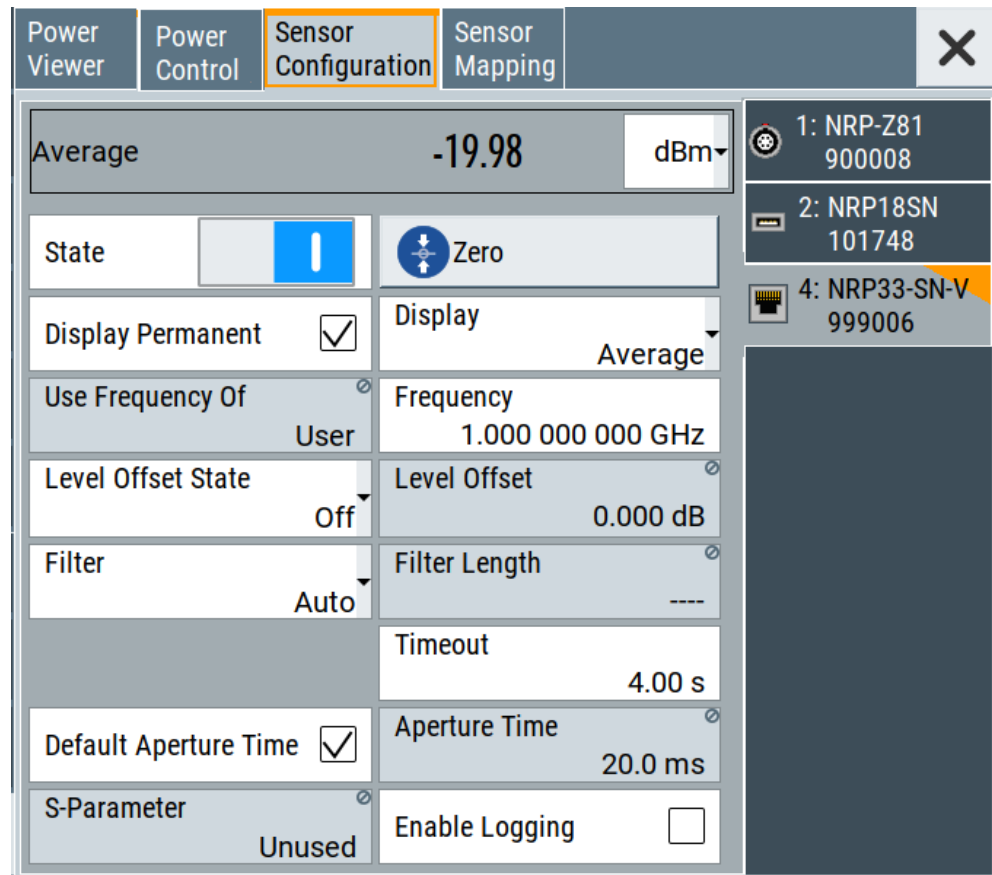 Power
Viewer
Power
Control
Sensor
Configuration
Sensor
Mapping
Average
-19.98
dBm
State
Zero
Display Permanent
Display
Average
Use Frequency Of
User
Frequency
1.000 000 000 GHz
Level Offset State
Off
Level Offset
0.000 dB
Filter
Auto
Filter Length
----
Timeout
4.00 s
Default Aperture Time
Aperture Time
20.0 ms
S-Parameter
Unused
Enable Logging
1: NRP-Z81
900008
2: NRP18SN
101748
4: NRP33-SN-V
999006